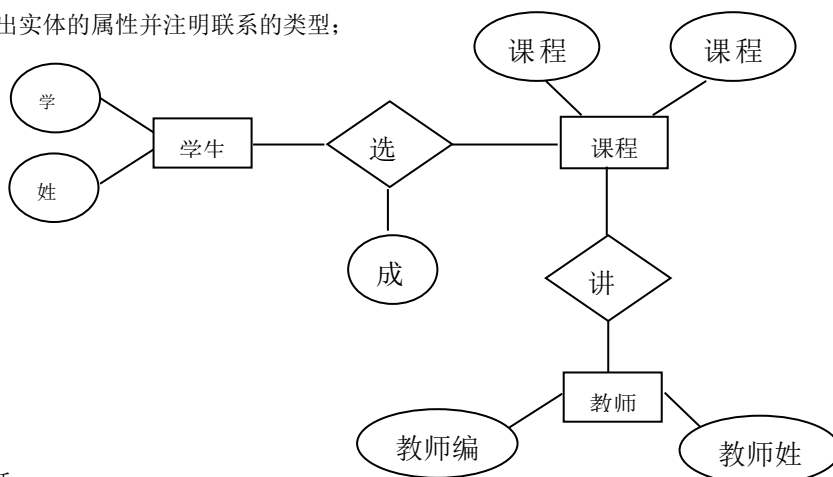 出实体的属性并注明联系的类型；
课程 课程
学
学生 选 课程
姓
成
讲
教师
教师编 教师姓